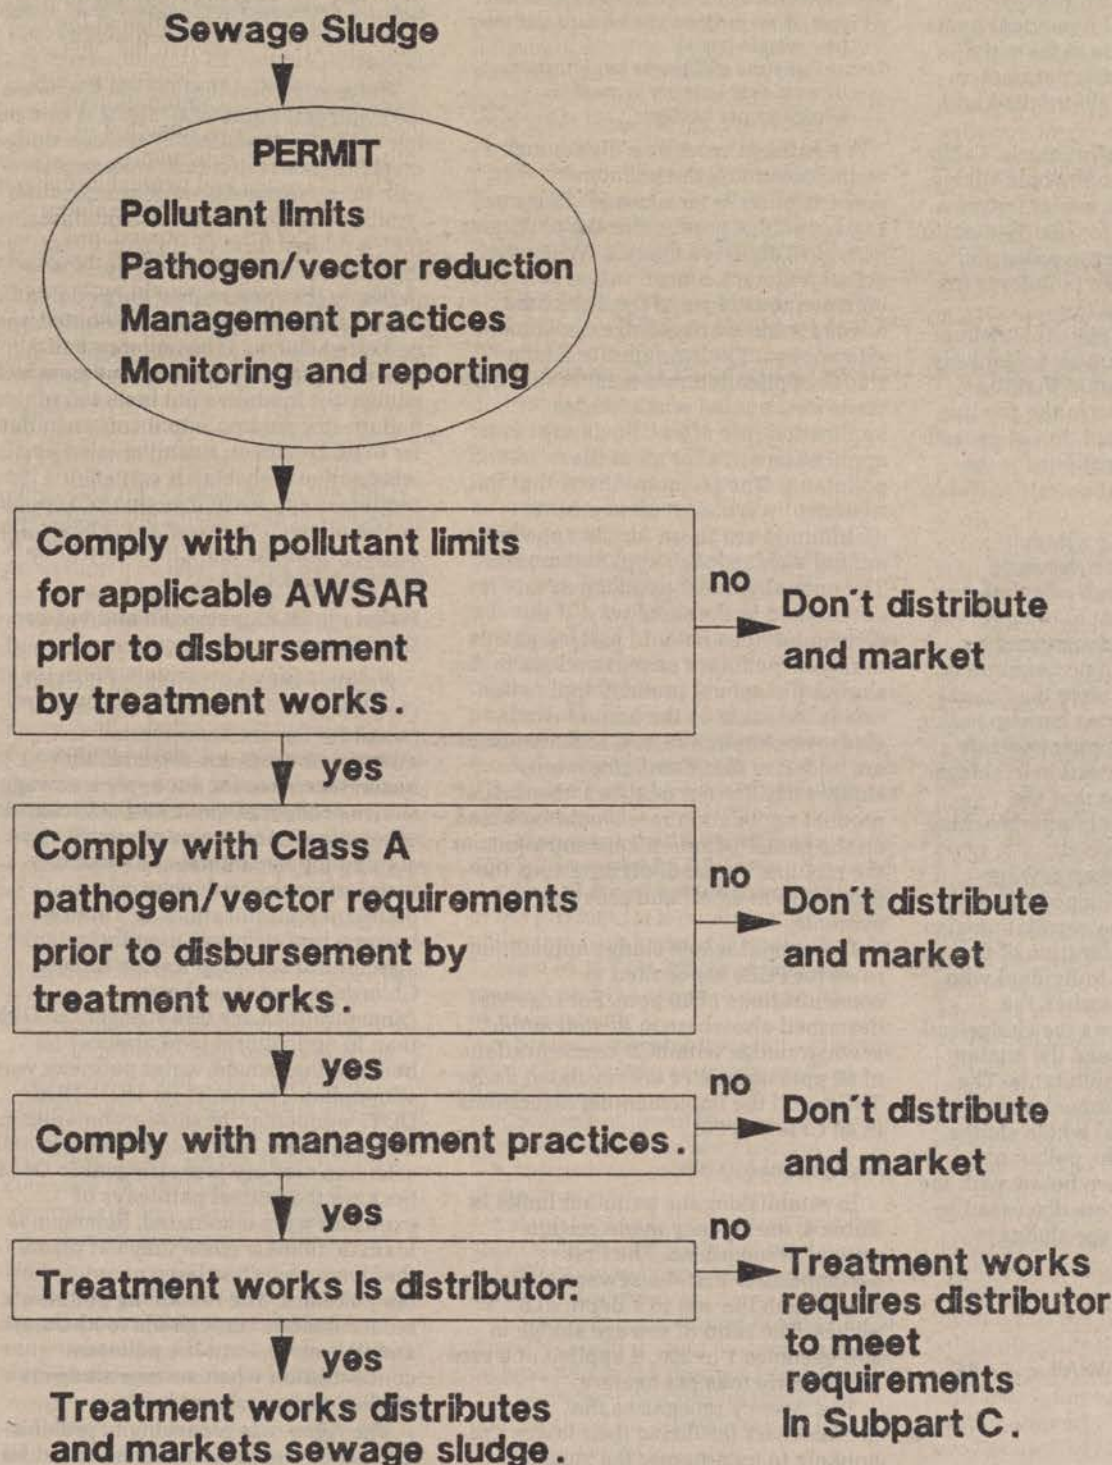 Sewage Sludge
PERMIT
Pollutant limits
Pathogen/vector reduction
Management practices
Monitoring and reporting
Comply with pollutant limits
for applicable AWSAR
prior to disbursement
by treatment works.
no
Don't distribute
and market
yes
Comply with Class A
pathogen/vector requirements
prior to disbursement by
treatment works.
no
Don't distribute
and market
yes
Comply with management practices.
no
Don't distribute
and market
yes
Treatment works is distributor:
no
Treatment works
requires distributor
to meet
requirements
in Subpart C.
yes
Treatment works distributes
and markets sewage sludge.